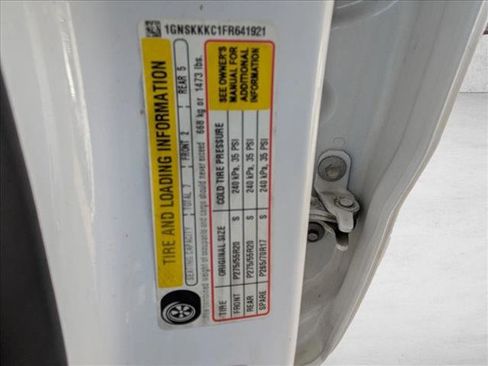 1GNSKKKC1FR641921
TIRE AND LOADING INFORMATION
SEATING CAPACITY TOTAL 7 FRONT 2 REAR 5
The combined weight of occupants and cargo should never exceed 668 kg or 1473 lbs.
TIRE ORIGINAL SIZE COLD TIRE PRESSURE
FRONT P275/55R20 S 240 kPa, 35 PSI
REAR P275/55R20 S 240 kPa, 35 PSI
SPARE P265/70R17 S 240 kPa, 35 PSI
SEE OWNER'S
MANUAL FOR
ADDITIONAL
INFORMATION